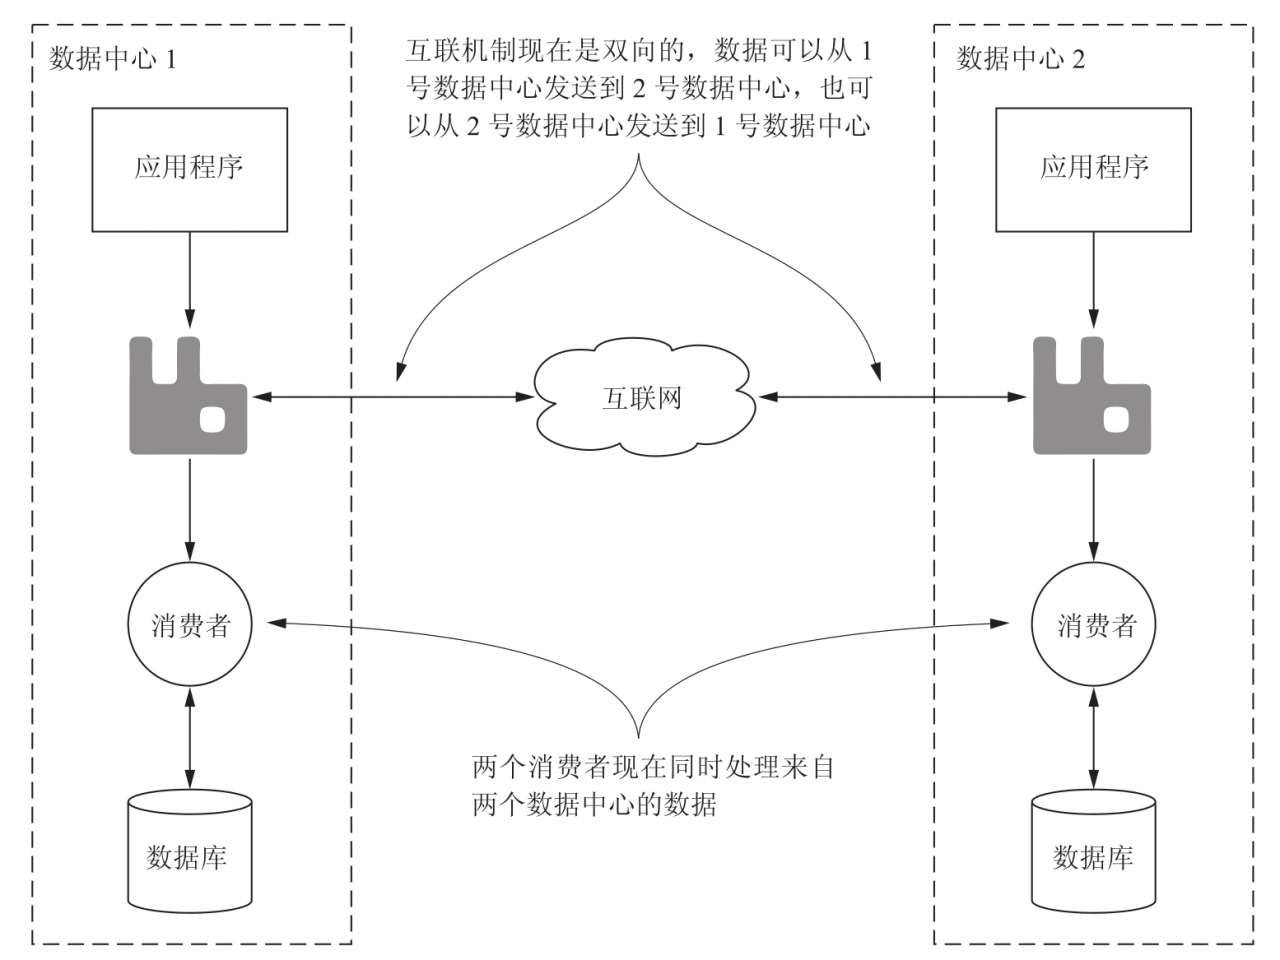 数据中心 1
互联机制现在是双向的，数据可以从 1
号数据中心发送到 2 号数据中心，也可
以从 2 号数据中心发送到 1 号数据中心
数据中心 2
应用程序
应用程序
互联网
消费者
消费者
两个消费者现在同时处理来自
两个数据中心的数据
数据库
数据库